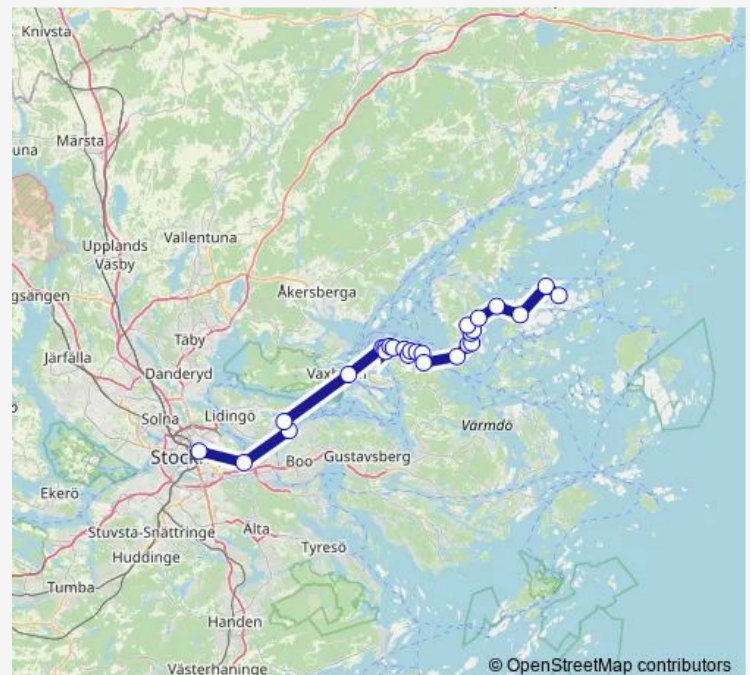 Knivsta
Märsta
una
Upplands
Väsby
Vallentuna
gsängen
Åkersberga
Täby
Järfälla
Danderyd
Vaxh
Solna
Lidingö
Värmdö
Stock
Boo
Gustavsberg
Ekerö
Stuvsta-Snättringe
Älta
Huddinge
Tyresö
Tumba
Handen
Västerhaninge
© OpenStreetMap contributors